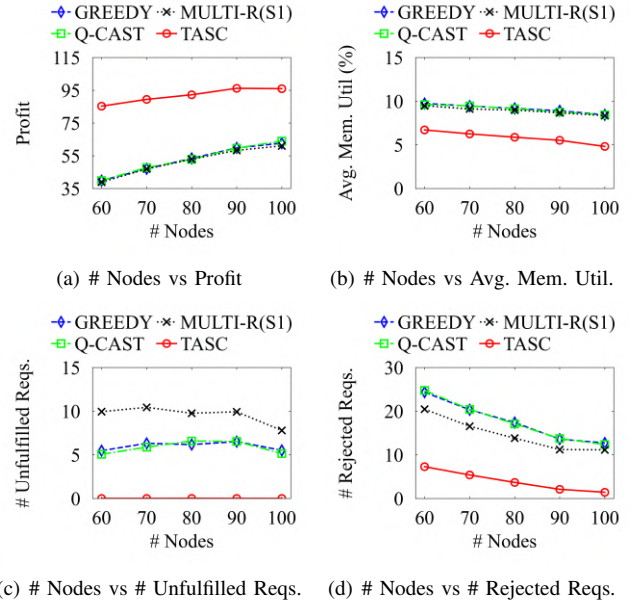 GREEDY MULTI-R(S1)
Q-CAST TASC
115
95
75
55
35
Profit
60 70 80 90 100
# Nodes
(a) # Nodes vs Profit
GREEDY MULTI-R(S1)
Q-CAST TASC
15
10
5
0
Avg. Mem. Util (%)
60 70 80 90 100
# Nodes
(b) # Nodes vs Avg. Mem. Util.
GREEDY MULTI-R(S1)
Q-CAST TASC
15
10
5
0
# Unfulfilled Reqs.
60 70 80 90 100
# Nodes
(c) # Nodes vs # Unfulfilled Reqs.
GREEDY MULTI-R(S1)
Q-CAST TASC
30
20
10
0
# Rejected Reqs.
60 70 80 90 100
# Nodes
(d) # Nodes vs # Rejected Reqs.